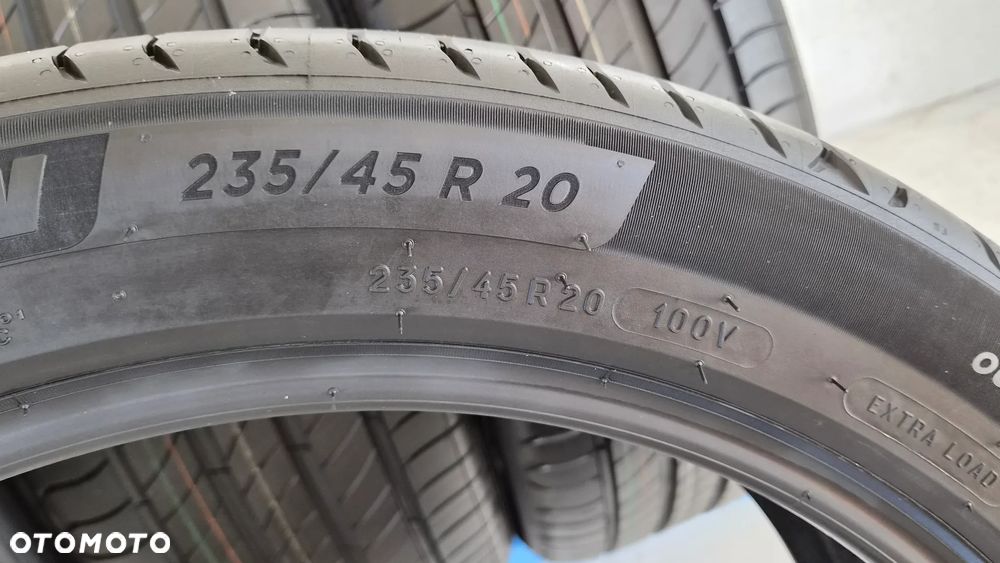 235/45 R 20
235/45R20 100V
EXTRA LOAD
OTOMOTO